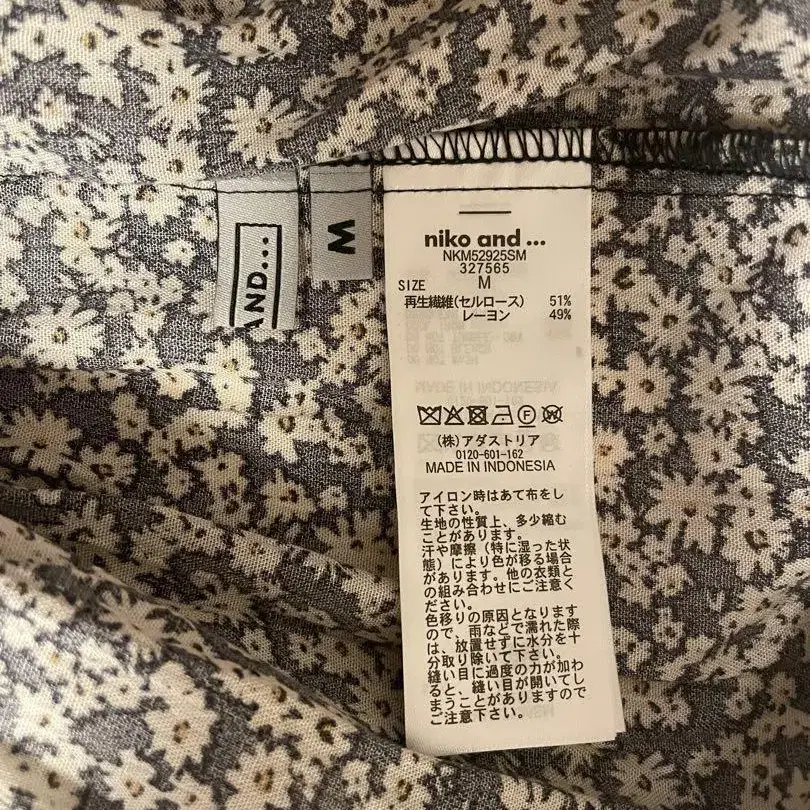 AND...
M
niko and ...
NKM52925SM
327565
SIZE M
再生繊維(セルロース) 51%
レーヨン 49%
(株)アダストリア
0120-601-162
MADE IN INDONESIA
アイロン時はあて布をし
て下さい。
生地の性質上、多少縮む
ことがあります。
汗や摩擦(特に湿った状
態)により色が移る場合
があります。他の衣類と
の組み合わせにご注意く
ださい。
色移りの原因となります
ので、雨などで濡れた際
は、放置せずに水分を十
分取り除いて下さい。
縫い目に過度の力が加わ
ると、縫い目が開いてし
まうことがありますので
ご注意下さい。